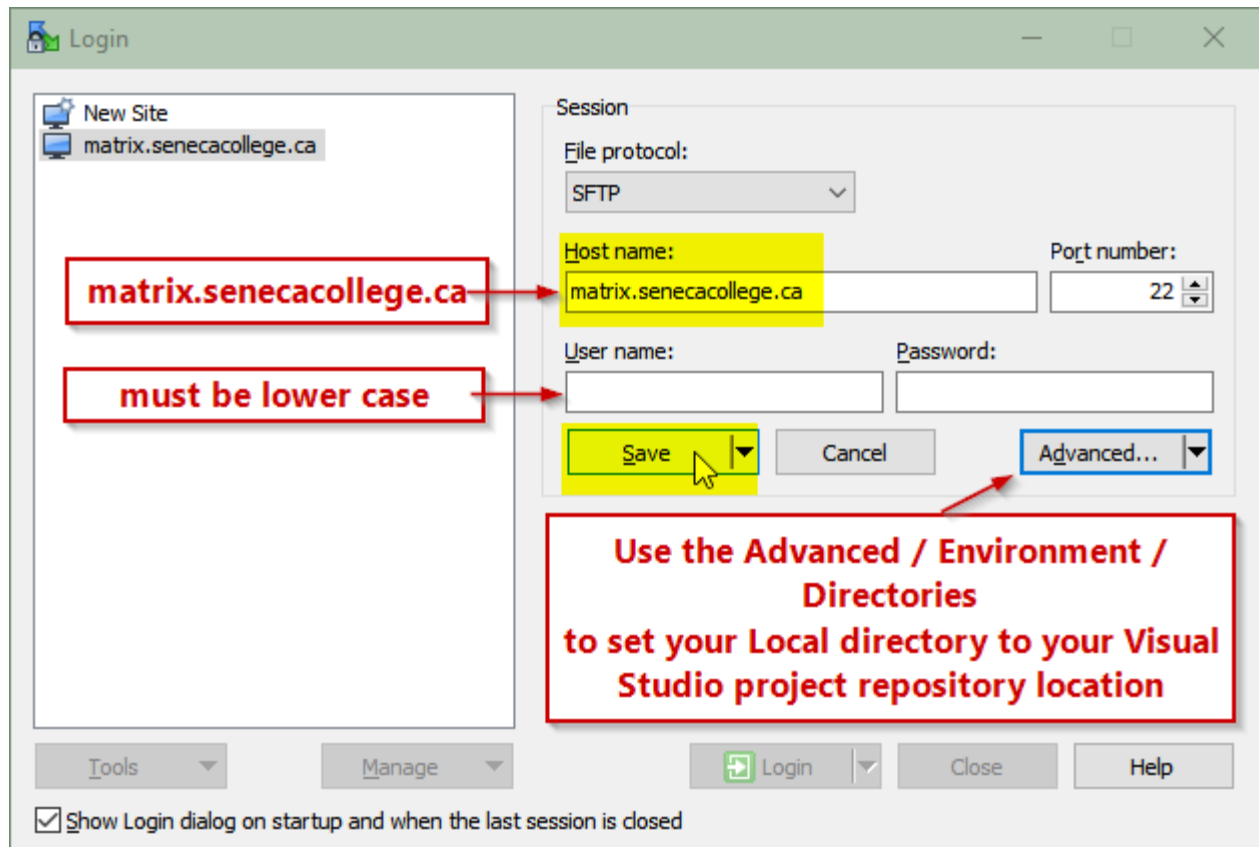 Login
New Site
matrix.senecacollege.ca
Session
File protocol:
SFTP
Host name:
Port number:
matrix.senecacollege.ca
matrix.senecacollege.ca
22
User name:
Password:
must be lower case
Save
Cancel
Advanced...
Use the Advanced / Environment /
Directories
to set your Local directory to your Visual
Studio project repository location
Tools
Manage
Login
Close
Help
Show Login dialog on startup and when the last session is closed